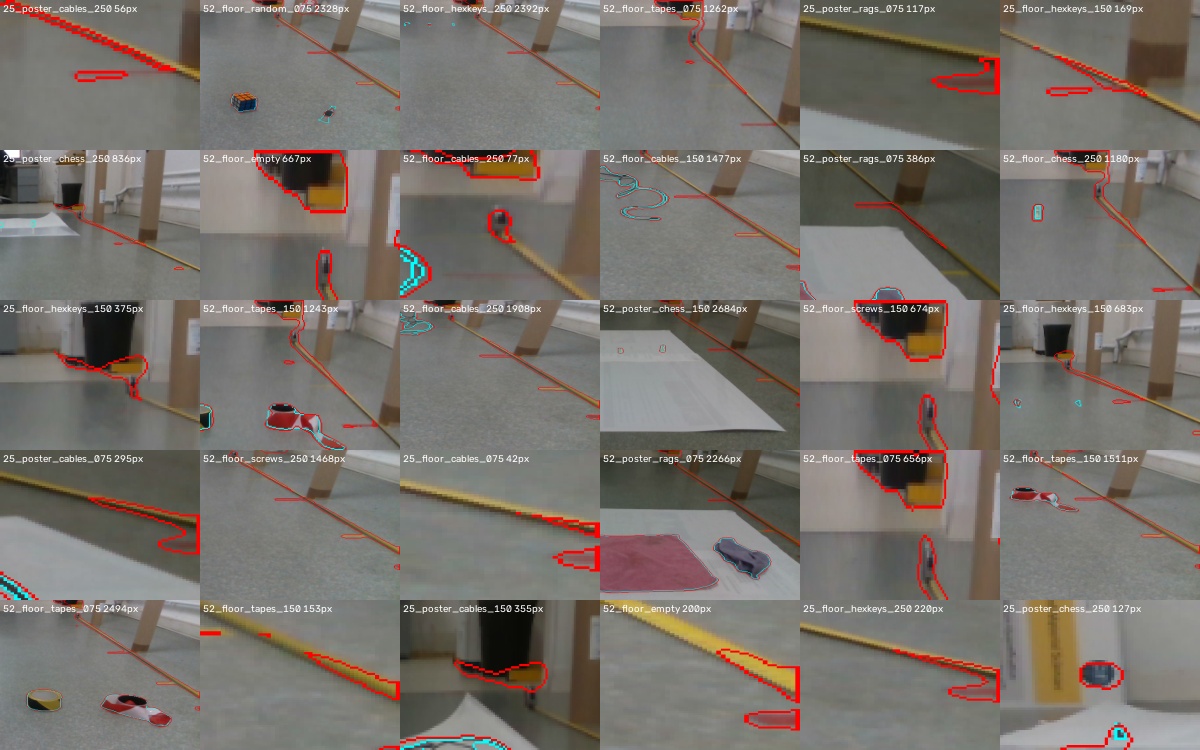 25_poster_cables_250 56px
52_floor_random_075 2328px
52_floor_hexkeys_250 2392px
52_floor_tapes_075 1262px
52_poster_rags_075 117px
25_floor_hexkeys_150 169px
25_poster_chess_250 836px
52_floor_empty 667px
52_floor_cables_250 77px
52_floor_cables_150 1477px
52_poster_rags_075 386px
52_floor_chess_250 1180px
25_floor_hexkeys_150 375px
52_floor_tapes_150 1243px
52_floor_cables_150 1908px
52_poster_chess_150 2684px
52_floor_screws_150 674px
25_floor_hexkeys_150 683px
25_poster_cables_075 295px
52_floor_screws_250 1468px
25_floor_cables_075 42px
52_poster_rags_075 2266px
52_floor_tapes_075 656px
52_floor_tapes_150 1511px
52_floor_tapes_075 2494px
52_floor_tapes_150 153px
25_poster_cables_150 355px
52_floor_empty 200px
25_floor_hexkeys_250 220px
25_poster_chess_250 127px